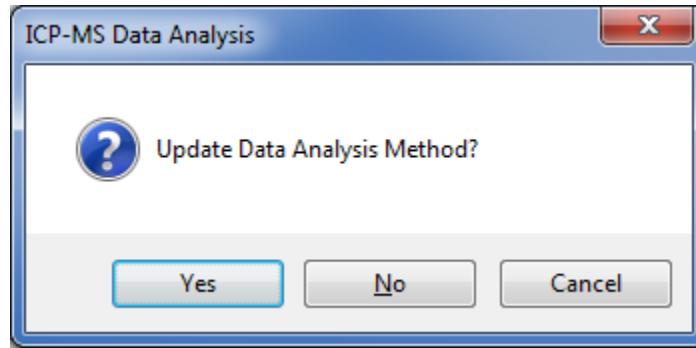 ICP-MS Data Analysis
Update Data Analysis Method?
Yes
No
Cancel